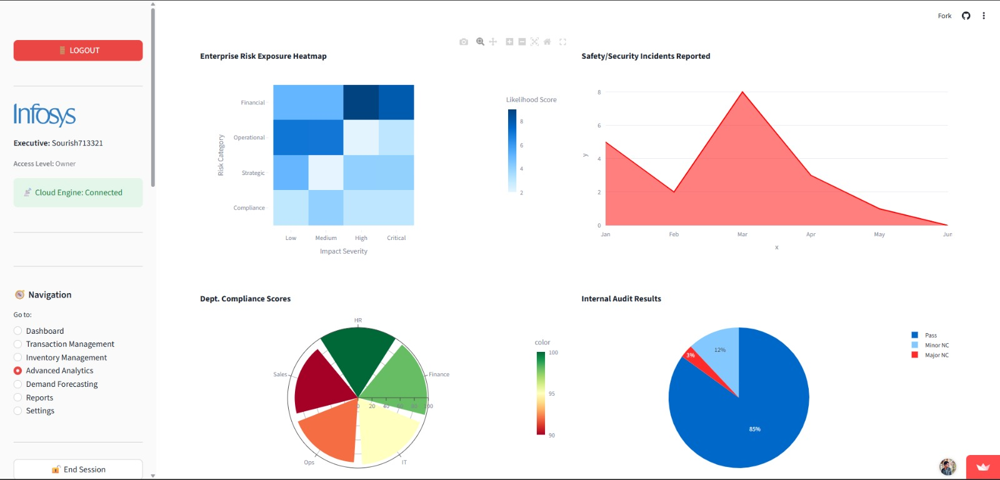 Fork
LOGOUT
Infosys
Executive: Sourish713321
Access Level: Owner
Cloud Engine: Connected
Navigation
Go to:
Dashboard
Transaction Management
Inventory Management
Advanced Analytics
Demand Forecasting
Reports
Settings
End Session
Enterprise Risk Exposure Heatmap
Risk Category
Financial
Operational
Strategic
Compliance
Low Medium High Critical
Impact Severity
Likelihood Score
8
6
4
2
Safety/Security Incidents Reported
y
8
6
4
2
0
Jan Feb Mar Apr May Jun
x
Dept. Compliance Scores
HR
Sales
Finance
0 20 40 60 80 100
Ops
IT
color
100
95
90
Internal Audit Results
12%
3%
85%
Pass
Minor NC
Major NC